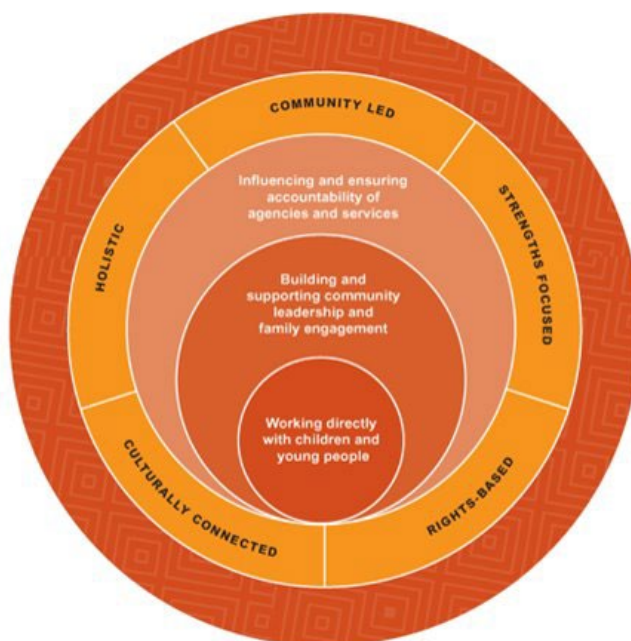 COMMUNITY LED
HOLISTIC
STRENGTHS FOCUSED
Influencing and ensuring
accountability of
agencies and services
Building and
supporting community
leadership and
family engagement
Working directly
with children and
young people
CULTURALLY CONNECTED
RIGHTS-BASED